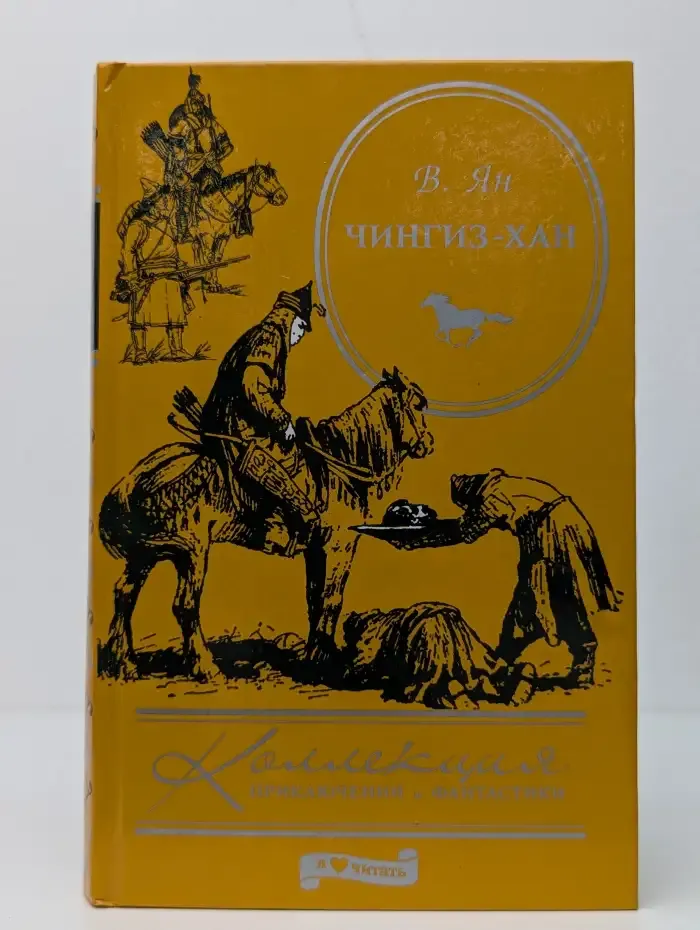 В. Ян
ЧИНГИЗ-ХАН
Коллекция
ПРИКЛЮЧЕНИЙ и ФАНТАСТИКИ
Я ♥ читать